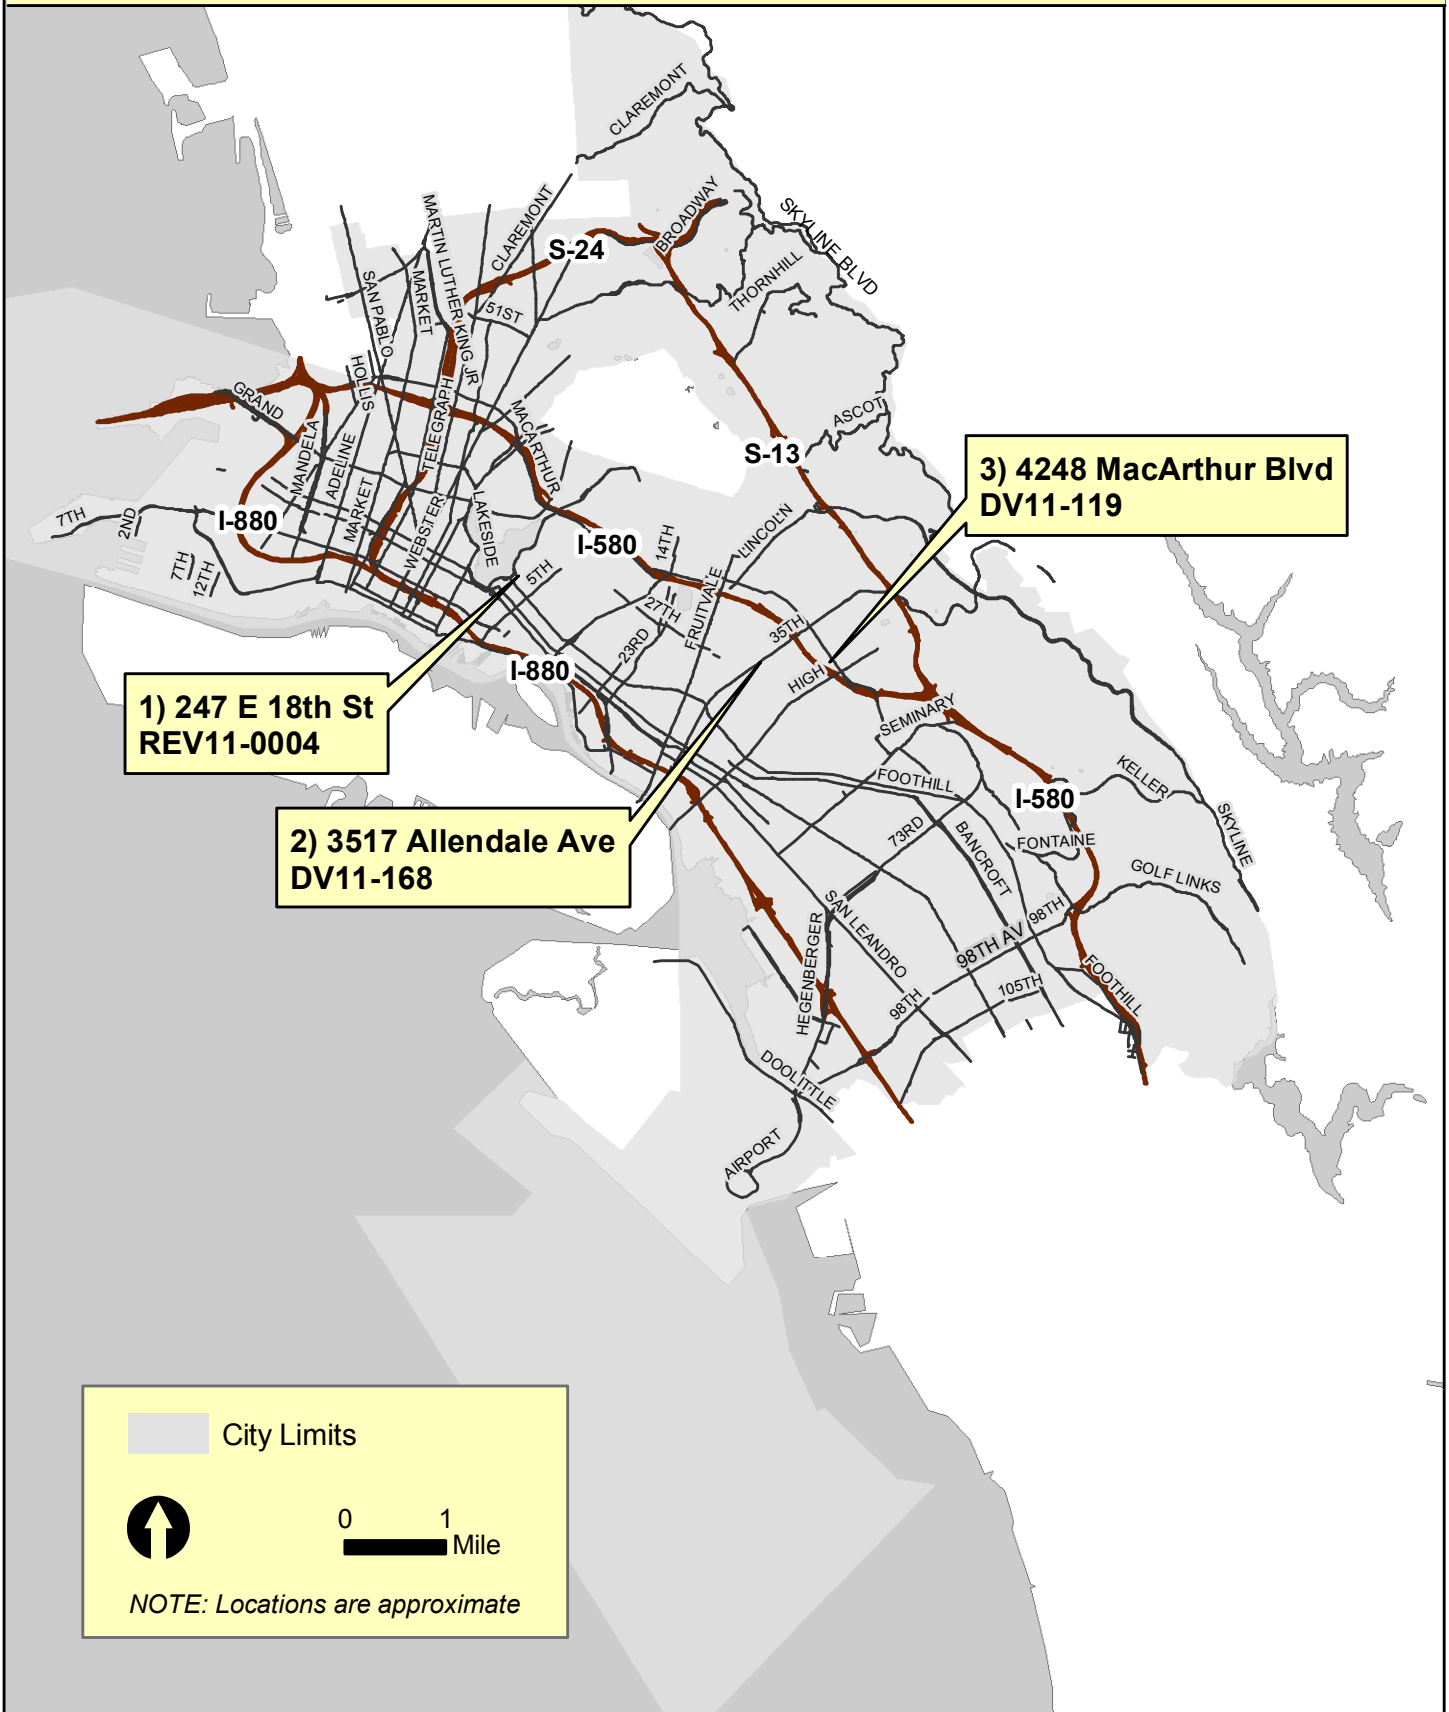 CLAREMONT
SKYLINE BLVD
BROADWAY
CLAREMONT
MARTIN LUTHER KING JR
S-24
THORNHILL
SAN PABLO
MARKET
51ST
HOLLIS
GRAND
TELEGRAPH
MACARTHUR
ASCOT
MANDELA
ADELINE
S-13
3) 4248 MacArthur Blvd
DV11-119
MARKET
WEBSTER
LAKESIDE
7TH
2ND
I-880
I-580
14TH
LINCOLN
7TH
12TH
5TH
27TH
FRUITVALE
35TH
23RD
I-880
HIGH
1) 247 E 18th St
REV11-0004
SEMINARY
FOOTHILL
KELLER
I-580
SKYLINE
2) 3517 Allendale Ave
DV11-168
73RD
BANCROFT
FONTAINE
GOLF LINKS
SAN LEANDRO
98TH AV
98TH
HEGENBERGER
98TH
105TH
FOOTHILL
DOOLITTLE
AIRPORT
City Limits
0 1
Mile
NOTE: Locations are approximate